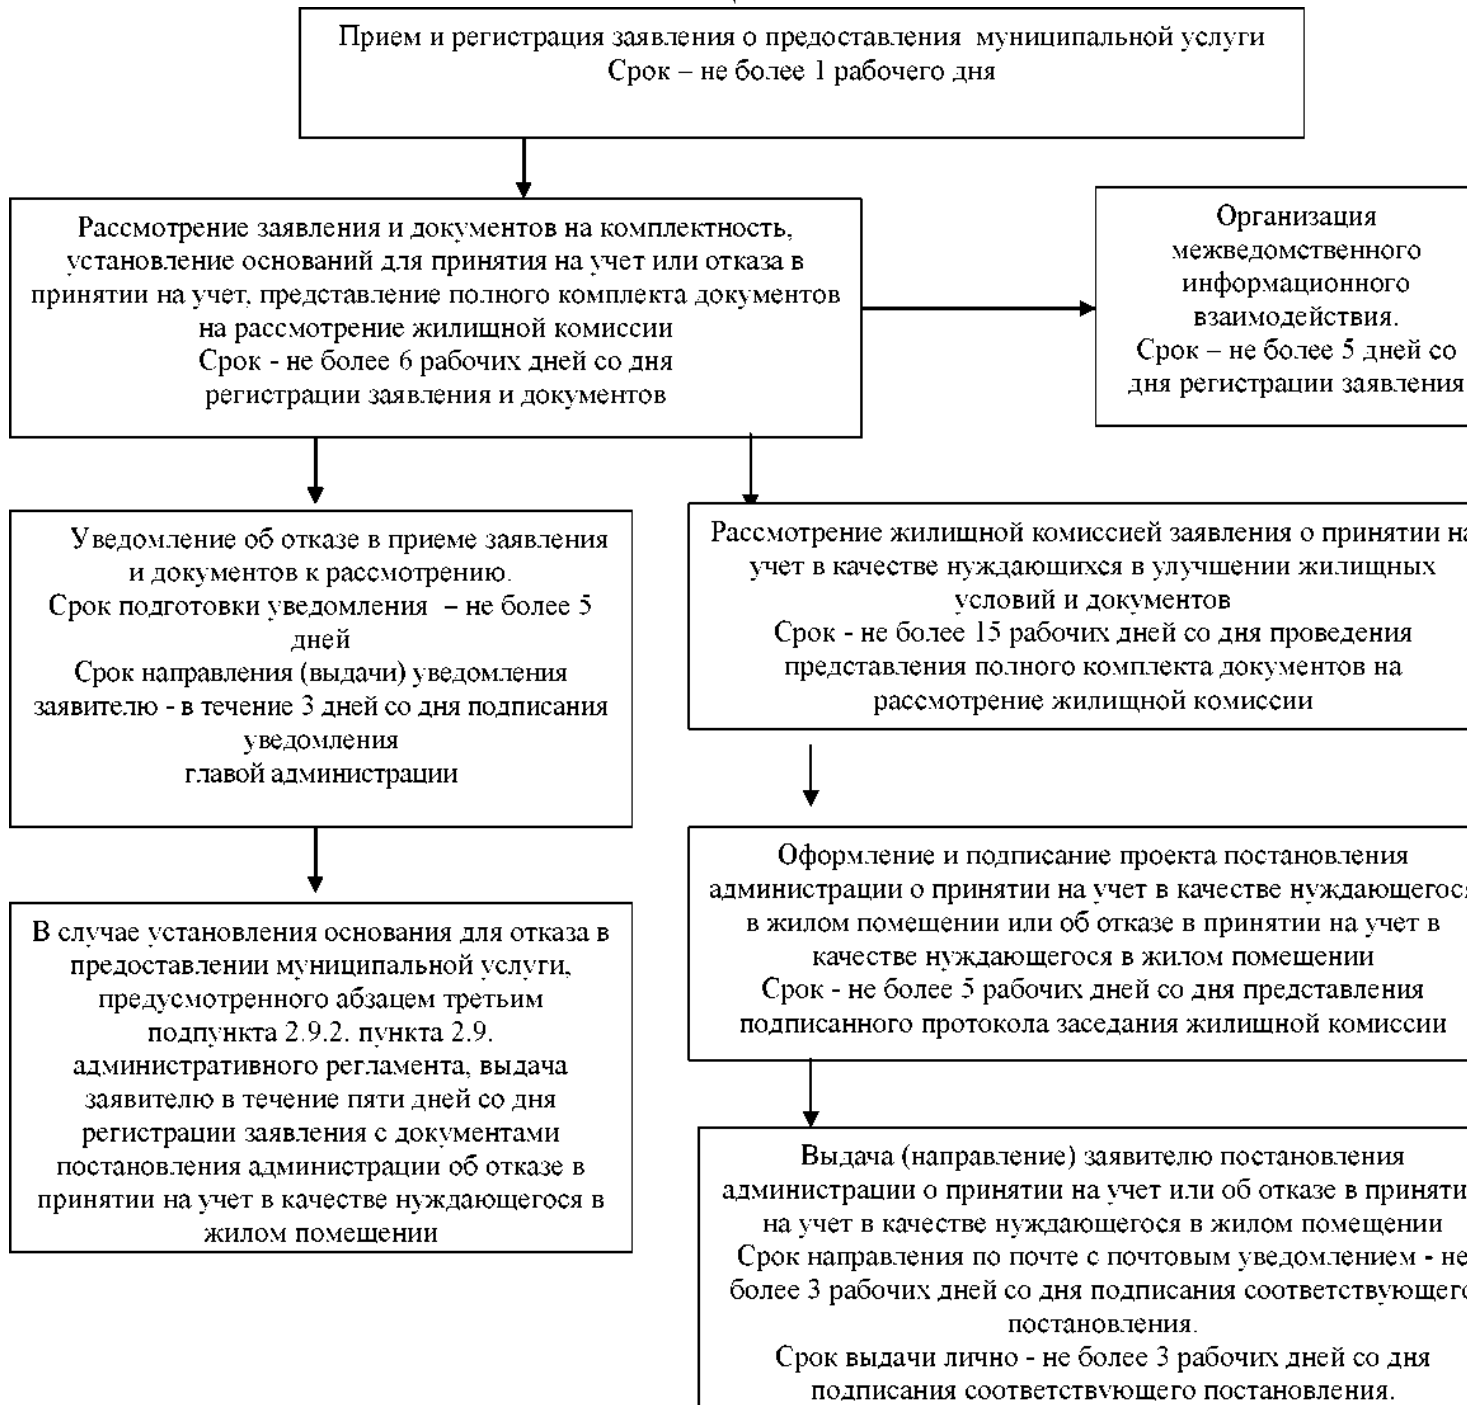 Прием и регистрация заявления о предоставления муниципальной услуги
Срок – не более 1 рабочего дня
Рассмотрение заявления и документов на комплектность,
установление оснований для принятия на учет или отказа в
принятии на учет, представление полного комплекта документов
на рассмотрение жилищной комиссии
Срок - не более 6 рабочих дней со дня
регистрации заявления и документов
Организация
межведомственного
информационного
взаимодействия.
Срок – не более 5 дней со
дня регистрации заявления
Уведомление об отказе в приеме заявления
и документов к рассмотрению.
Срок подготовки уведомления – не более 5
дней
Срок направления (выдачи) уведомления
заявителю - в течение 3 дней со дня подписания
уведомления
главой администрации
Рассмотрение жилищной комиссией заявления о принятии на
учет в качестве нуждающихся в улучшении жилищных
условий и документов
Срок - не более 15 рабочих дней со дня проведения
представления полного комплекта документов на
рассмотрение жилищной комиссии
В случае установления основания для отказа в
предоставлении муниципальной услуги,
предусмотренного абзацем третьим
подпункта 2.9.2. пункта 2.9.
административного регламента, выдача
заявителю в течение пяти дней со дня
регистрации заявления с документами
постановления администрации об отказе в
принятии на учет в качестве нуждающегося в
жилом помещении
Оформление и подписание проекта постановления
администрации о принятии на учет в качестве нуждающегося
в жилом помещении или об отказе в принятии на учет в
качестве нуждающегося в жилом помещении
Срок - не более 5 рабочих дней со дня представления
подписанного протокола заседания жилищной комиссии
Выдача (направление) заявителю постановления
администрации о принятии на учет или об отказе в приняти
на учет в качестве нуждающегося в жилом помещении
Срок направления по почте с почтовым уведомлением - не
более 3 рабочих дней со дня подписания соответствующего
постановления.
Срок выдачи лично - не более 3 рабочих дней со дня
подписания соответствующего постановления.